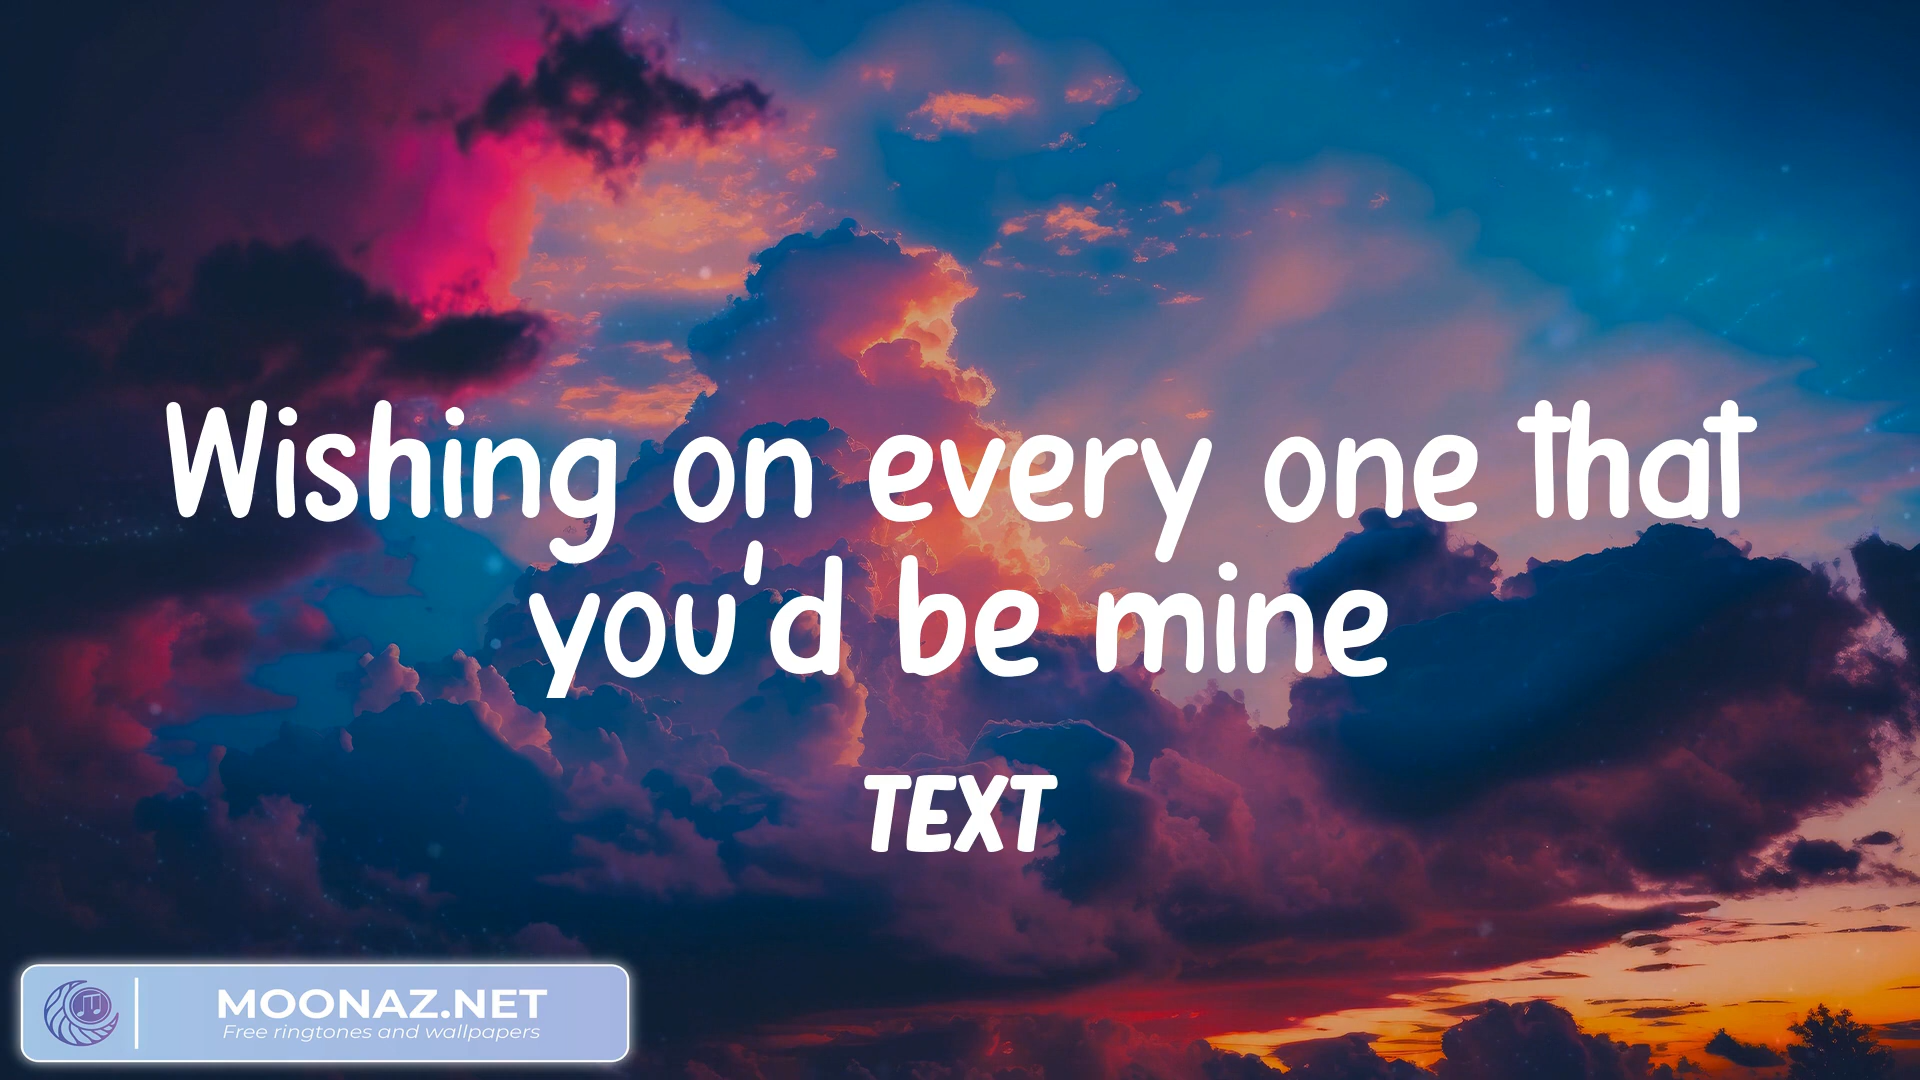 Wishing on every one that
you'd be mine
TEXT
MOONAZ.NET
Free ringtones and wallpapers